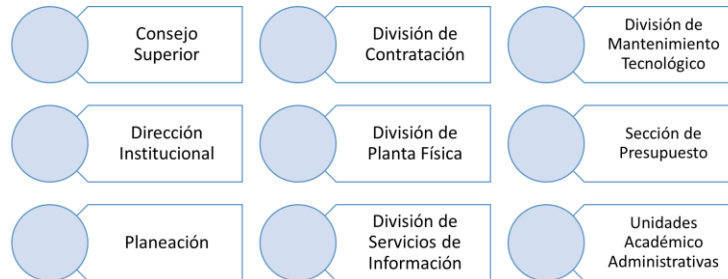 Consejo
Superior
División de
Contratación
División de
Mantenimiento
Tecnológico
Dirección
Institucional
División de
Planta Física
Sección de
Presupuesto
Planeación
División de
Servicios de
Información
Unidades
Académico
Administrativas